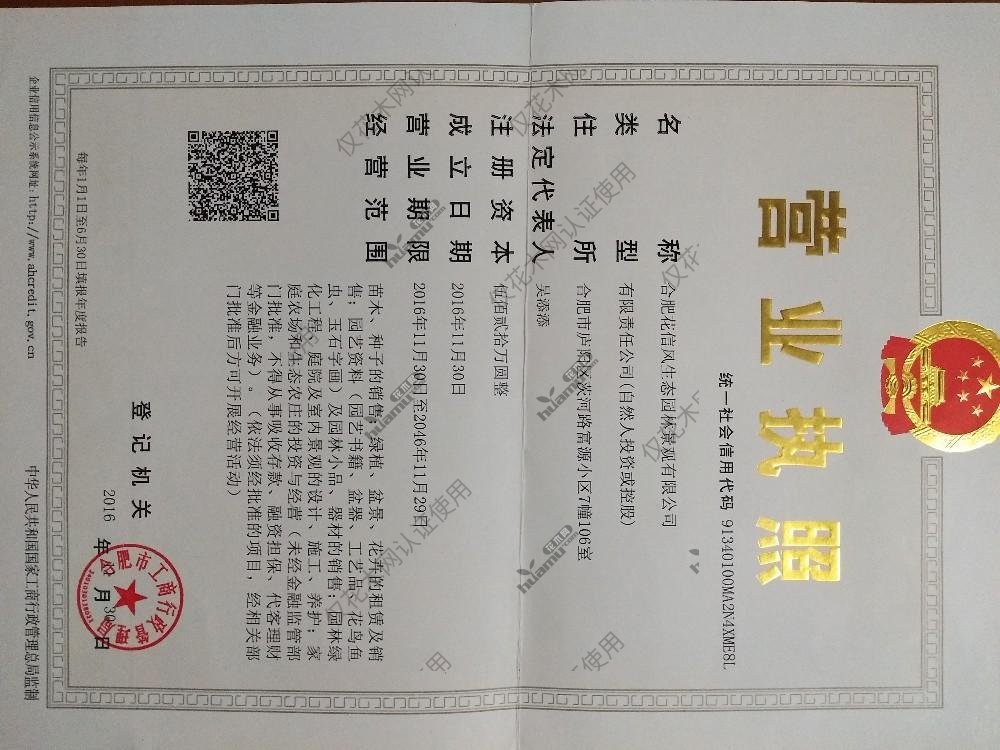 营业执照
统一社会信用代码 91340100MA2N4XME8L
名称 合肥花信风生态园林景观有限公司
类型 有限责任公司(自然人投资或控股)
住所 合肥市庐阳区茨河路富源小区7幢106室
法定代表人 吴添添
注册资本 伍佰贰拾万圆整
成立日期 2016年11月30日
营业期限 2016年11月30日至2046年11月29日
经营范围 苗木、种子的销售；绿植、盆景、花卉的租赁及销
售；园艺资料（园艺书籍、盆器、工艺品、花鸟鱼
虫、玉石字画）及园林小品、器材的销售；园林绿
化工程、庭院及室内景观的设计、施工、养护；家
庭农场和生态农庄的投资与经营（未经金融监管部
门批准，不得从事吸收存款、融资担保、代客理财
等金融业务）。（依法须经批准的项目，经相关部
门批准后方可开展经营活动）
登记机关
2016 年 月30日
每年1月1日至6月30日填报年度报告
企业信用信息公示系统网址：http://www.ahcredit.gov.cn
中华人民共和国国家工商行政管理总局监制
仅花木网认证使用
花木网
huamu.com